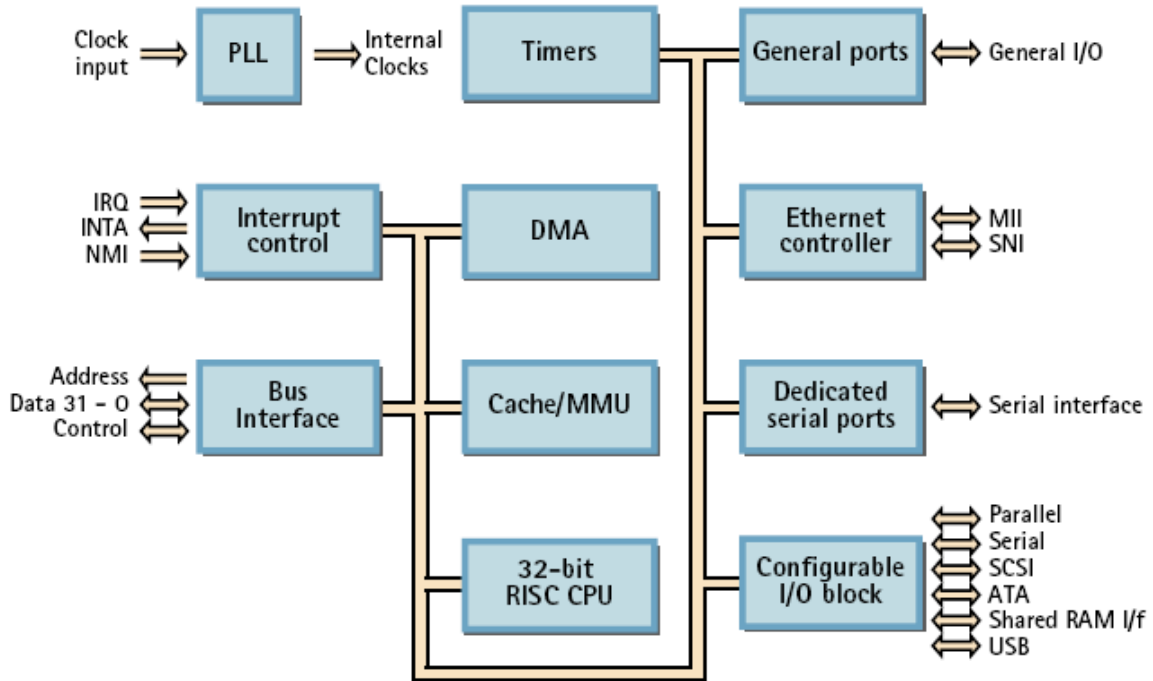 Clock
input
PLL
Internal
Clocks
Timers
General ports
General I/O
IRQ
INTA
NMI
Interrupt
control
DMA
Ethernet
controller
MII
SNI
Address
Data 31 - 0
Control
Bus
Interface
Cache/MMU
Dedicated
serial ports
Serial interface
32-bit
RISC CPU
Configurable
I/O block
Parallel
Serial
SCSI
ATA
Shared RAM I/f
USB